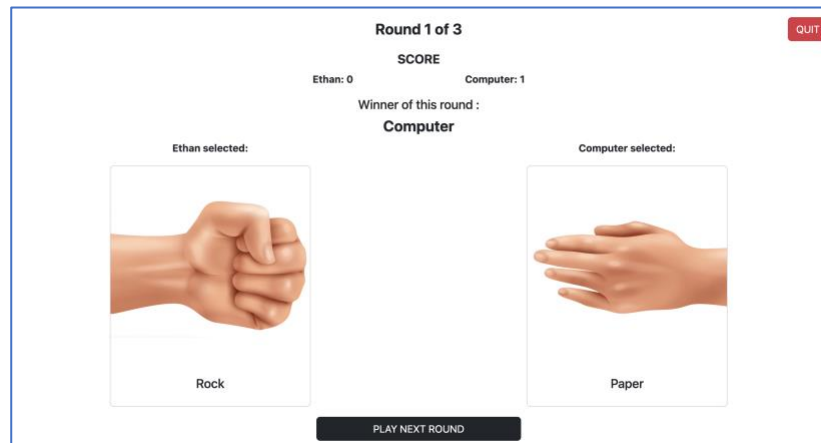 Round 1 of 3
QUIT
SCORE
Ethan: 0 Computer: 1
Winner of this round :
Computer
Ethan selected: Computer selected:
Rock Paper
PLAY NEXT ROUND